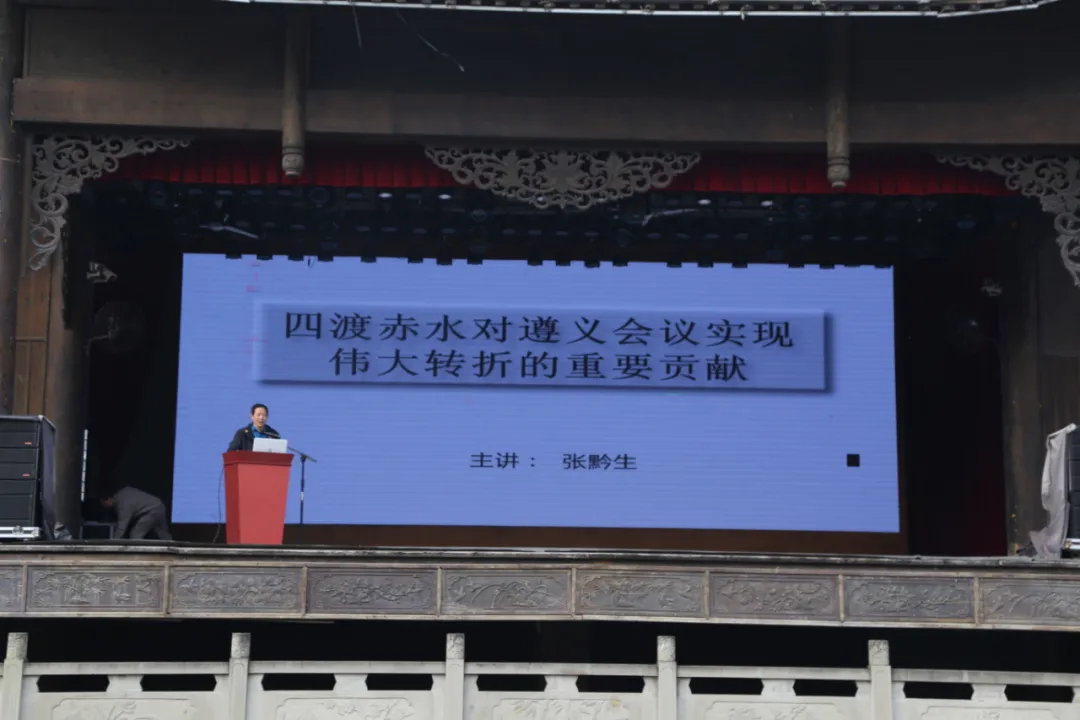 四渡赤水对遵义会议实现
伟大转折的重要贡献
主讲： 张黔生